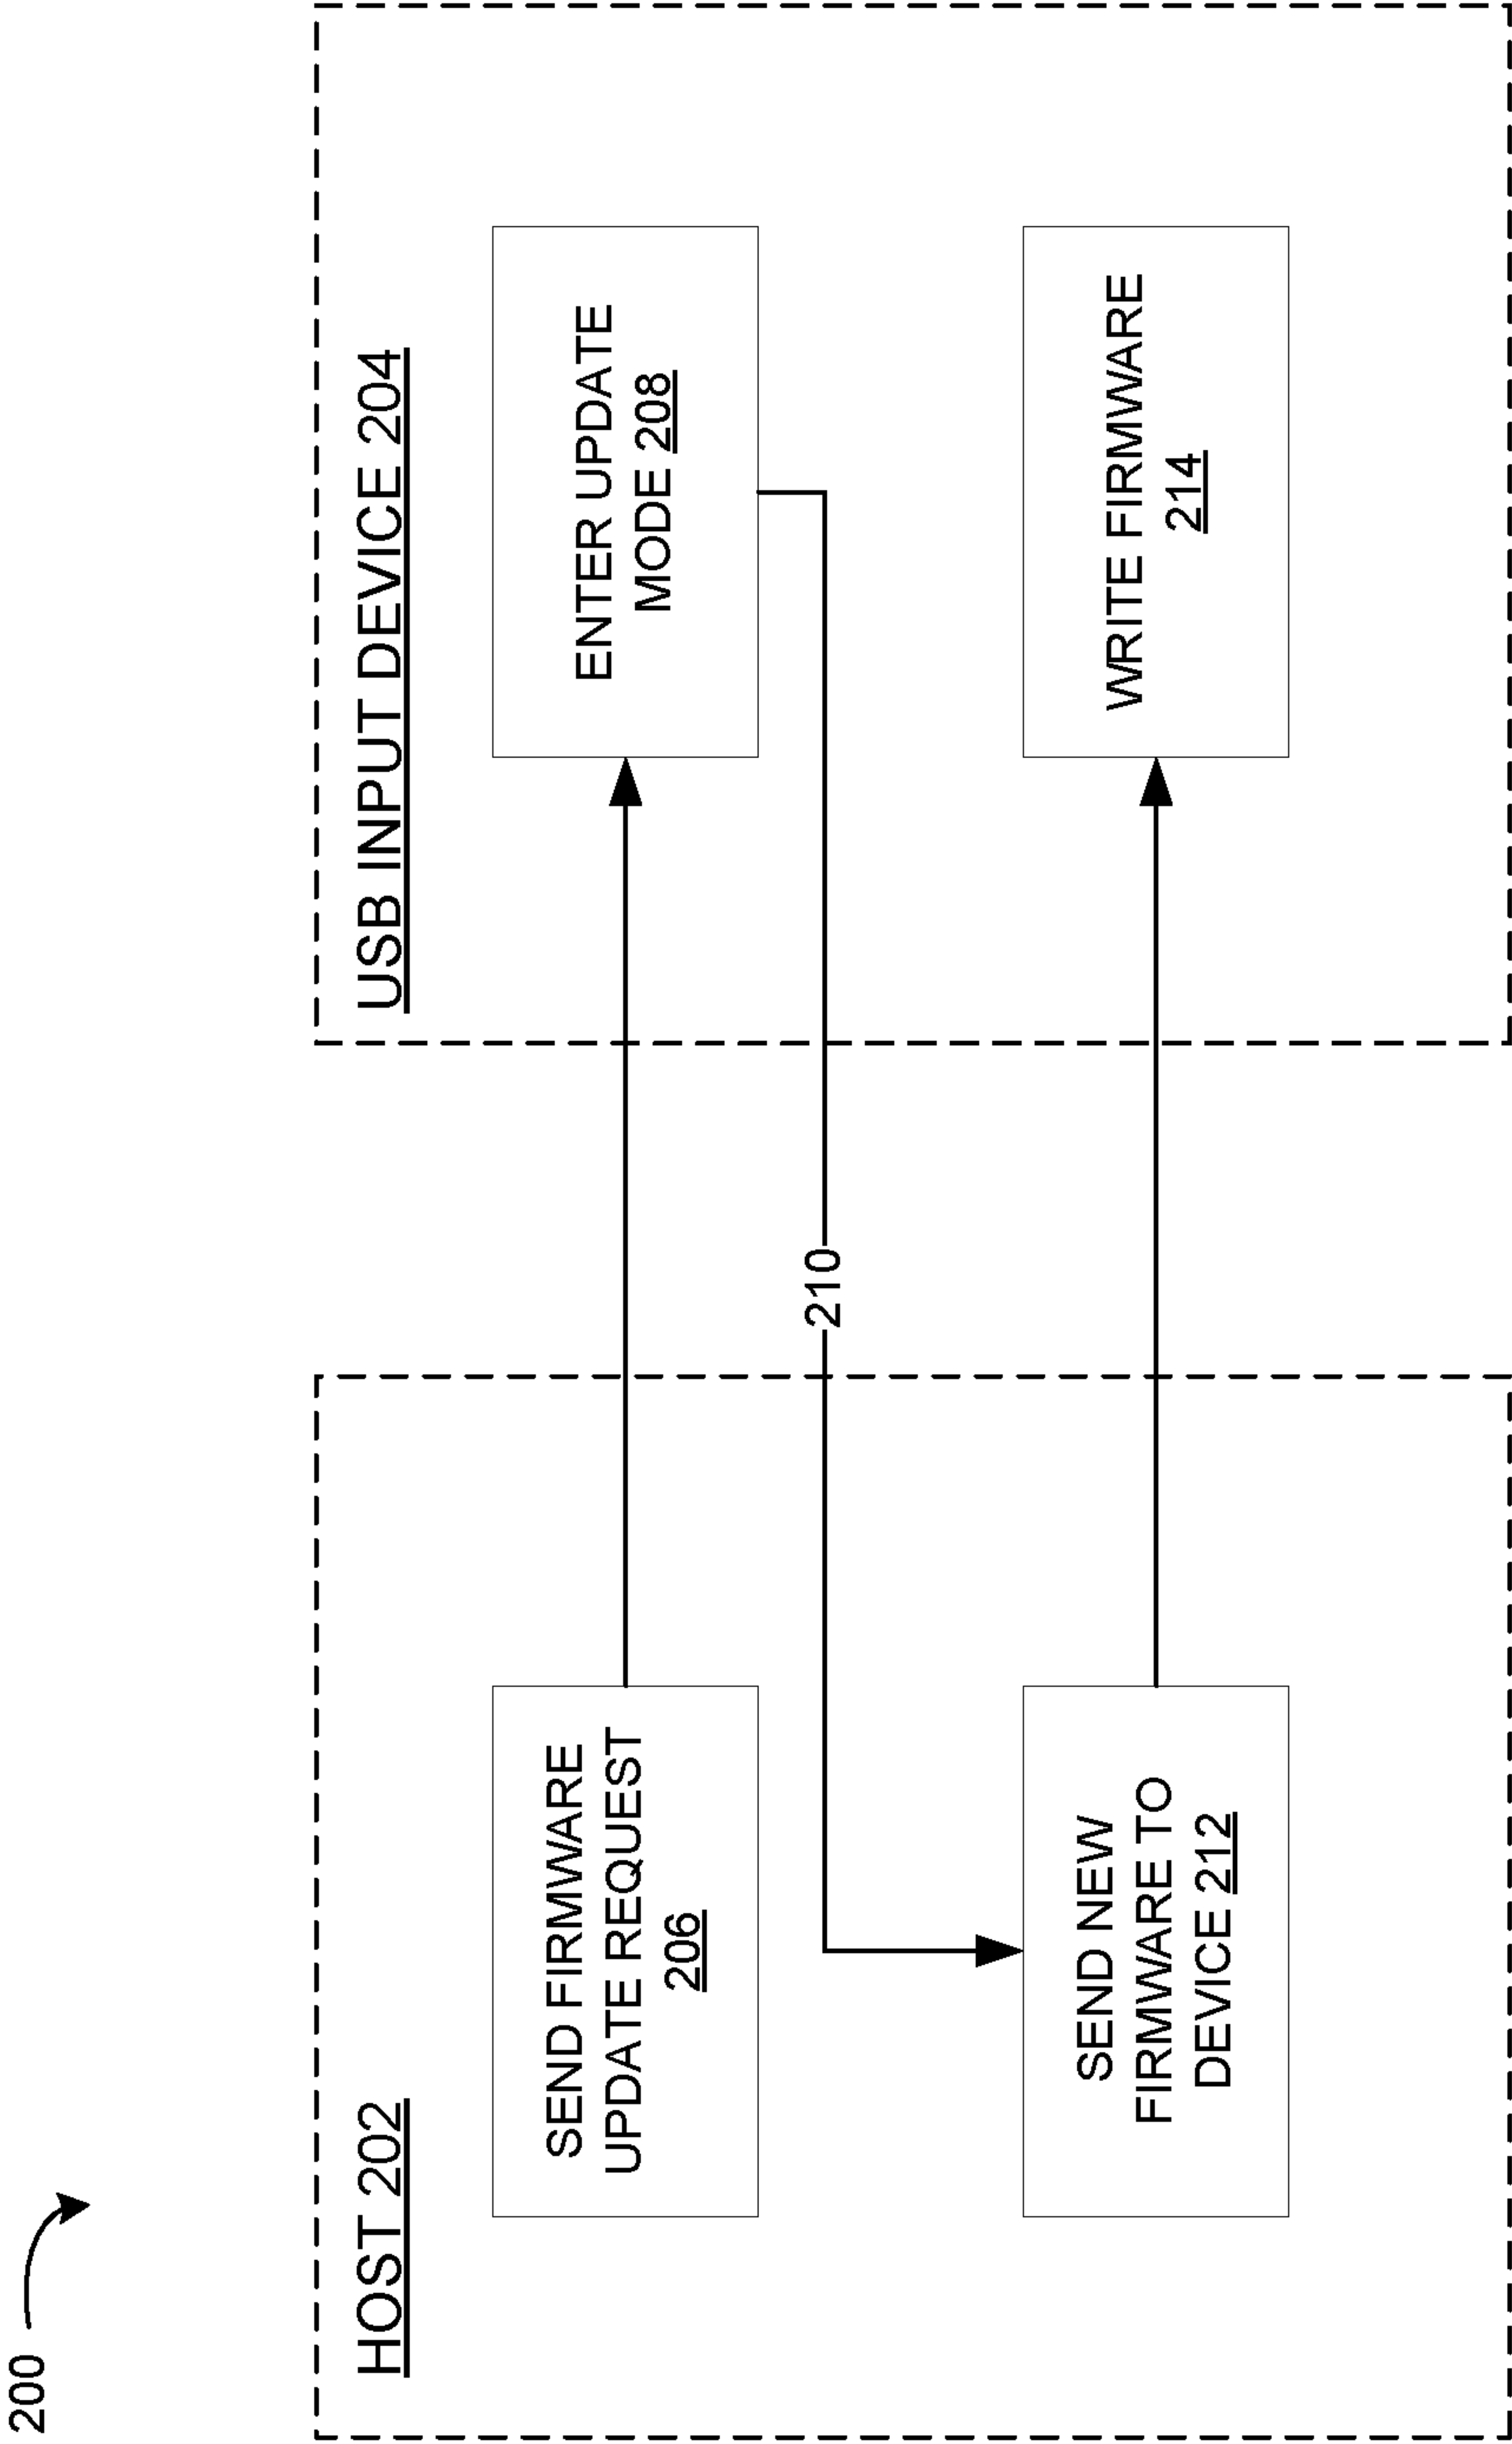 200
HOST 202
USB INPUT DEVICE 204
SEND FIRMWARE
UPDATE REQUEST
206
ENTER UPDATE
MODE 208
210
SEND NEW
FIRMWARE TO
DEVICE 212
WRITE FIRMWARE
214